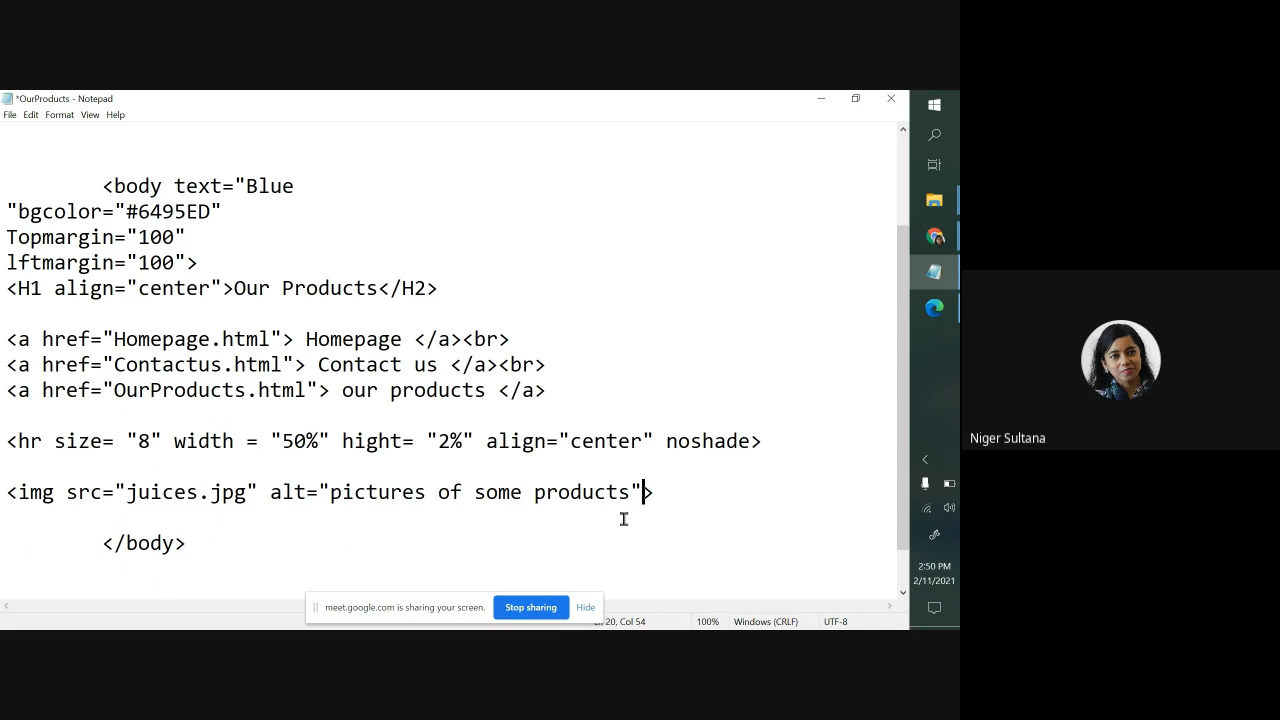 *OurProducts - Notepad
File Edit Format View Help
<body text="Blue
"bgcolor="#6495ED"
Topmargin="100"
lftmargin="100">
<H1 align="center">Our Products</H2>
<a href="Homepage.html"> Homepage </a><br>
<a href="Contactus.html"> Contact us </a><br>
<a href="OurProducts.html"> our products </a>
<hr size= "8" width = "50%" hight= "2%" align="center" noshade>
<img src="juices.jpg" alt="pictures of some products">
</body>
meet.google.com is sharing your screen. Stop sharing Hide
Ln 20, Col 54 100% Windows (CRLF) UTF-8
2:50 PM
2/11/2021
Niger Sultana